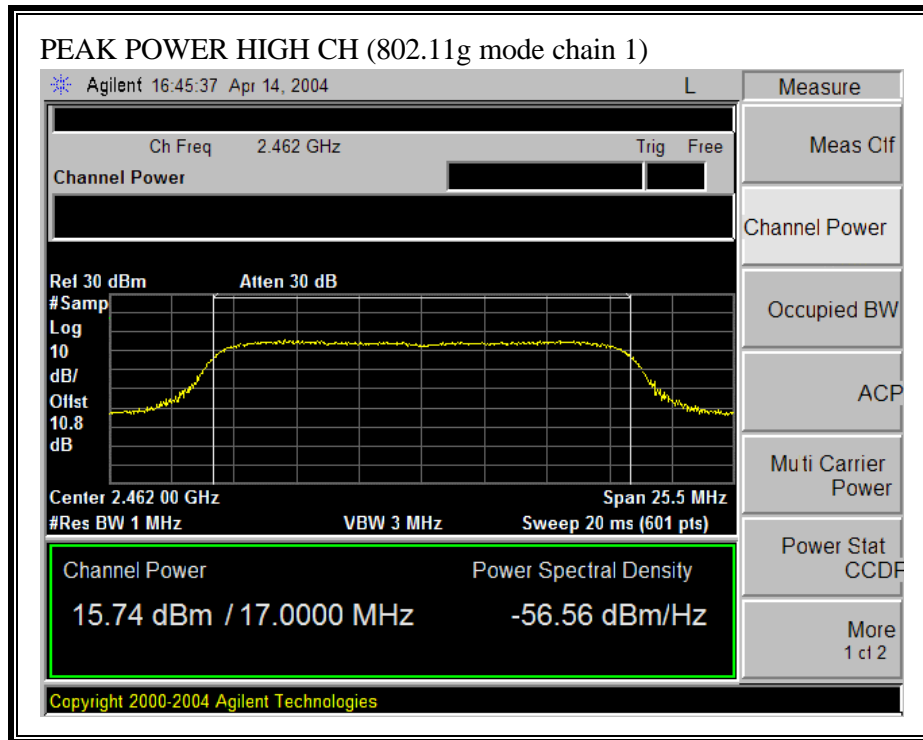 PEAK POWER HIGH CH (802.11g mode chain 1)
Agilent 16:45:37 Apr 14, 2004 L Measure
Ch Freq 2.462 GHz Trig Free
Channel Power
Meas Off
Channel Power
Ref 30 dBm Atten 30 dB
#Samp
Log
10
dB/
Offst
10.8
dB
Occupied BW
ACP
Center 2.462 00 GHz Span 25.5 MHz
#Res BW 1 MHz VBW 3 MHz Sweep 20 ms (601 pts)
Multi Carrier
Power
Channel Power Power Spectral Density
15.74 dBm / 17.0000 MHz -56.56 dBm/Hz
Power Stat
CCDF
More
1 of 2
Copyright 2000-2004 Agilent Technologies